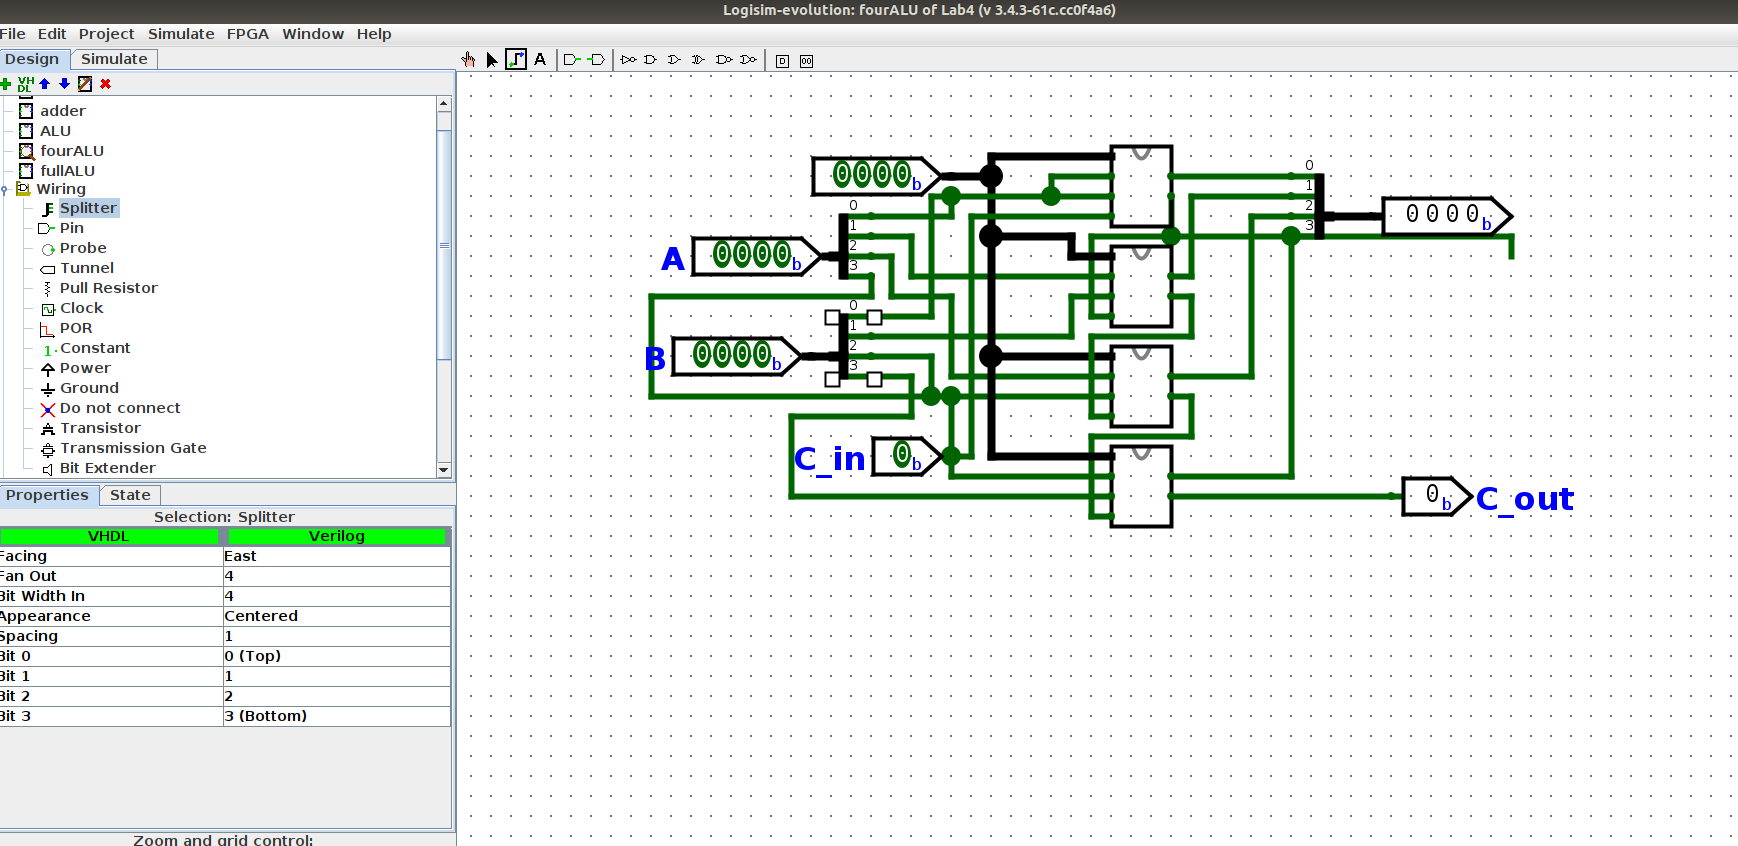 Logisim-evolution: fourALU of Lab4 (v 3.4.3-61c.cc0f4a6)
File Edit Project Simulate FPGA Window Help
Design Simulate
A
VH
DL
adder
ALU
fourALU
fullALU
Wiring
Splitter
Pin
Probe
Tunnel
Pull Resistor
Clock
POR
1 Constant
Power
Ground
Do not connect
Transistor
Transmission Gate
Bit Extender
Properties State
Selection: Splitter
VHDL Verilog
Facing East
Fan Out 4
Bit Width In 4
Appearance Centered
Spacing 1
Bit 0 0 (Top)
Bit 1 1
Bit 2 2
Bit 3 3 (Bottom)
Zoom and grid control:
0000b
0
1
2
3
A 0000b
0
1
2
3
B 0000b
C_in 0b
0
1
2
3
0000b
0b C_out